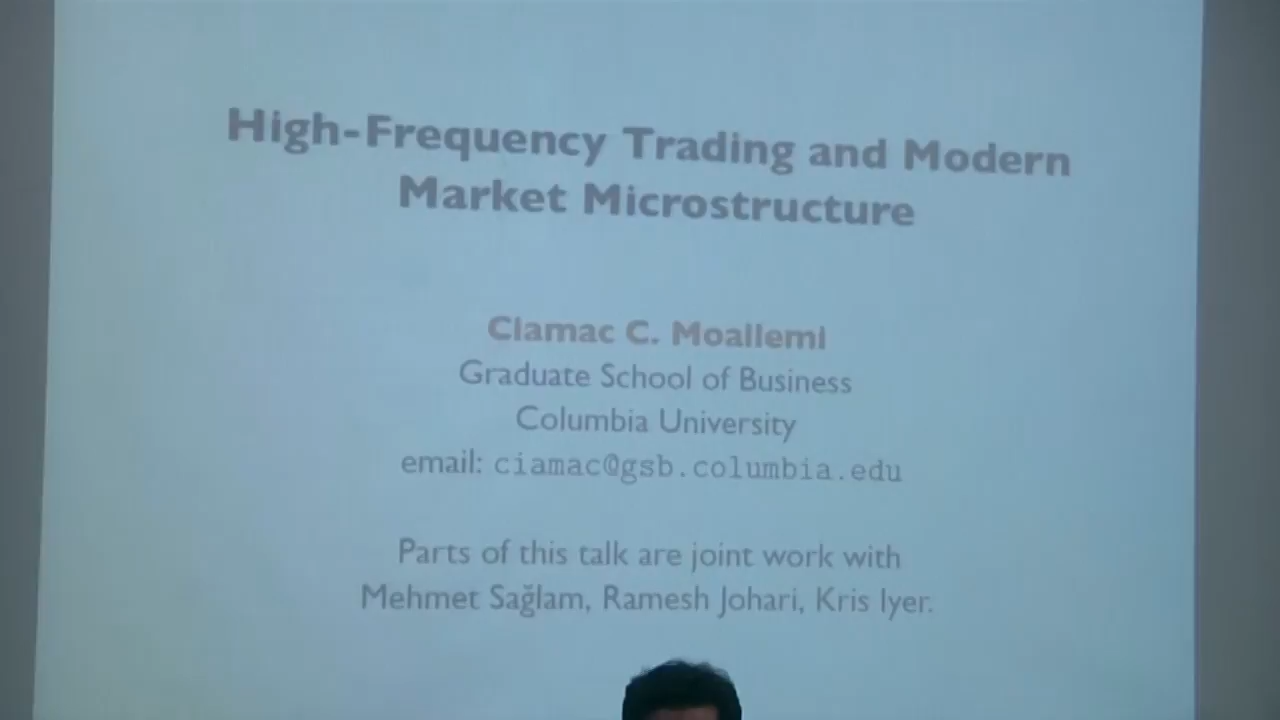 High-Frequency Trading and Modern
Market Microstructure
Ciamac C. Moallemi
Graduate School of Business
Columbia University
email: ciamac@gsb.columbia.edu
Parts of this talk are joint work with
Mehmet Sağlam, Ramesh Johari, Kris Iyer.